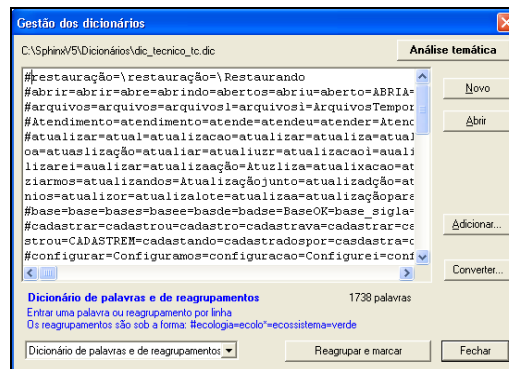 Gestão dos dicionários
C:\SphinxV5\Dicionários\dic_tecnico_tc.dic
Análise temática
#restauração=\restauração=\Restaurando
#abrir=abrir=abre=abrindo=abertos=abriu=aberto=ABRIA=
#arquivos=arquivos=arquivos1=arquivosi=ArquivosTempor
#Atendimento=atendimento=atende=atendeu=atender=Atenc
#atualizar=atual=atualizacao=atualizar=atualiza=atual
oa=atuaslização=atualiar=atualiuzr=atualizacaoi=auali
lizarei=aualizar=atualizaação=Atuzliza=atualixacao=at
ziarmos=atualizandos=Atualizaçãojunto=atualizadção=at
nios=atualizor=atualizalote=atualizaa=atualizaçãopara
#base=base=bases=basee=basde=badse=BaseOK=base_sigla=
#cadastrar=cadastrou=cadastro=cadastrava=cadastrar=ca
strou=CADASTREM=cadastando=cadastradospor=casdastra=c
#configurar=Configuramos=configuracao=Configurei=conf
Novo
Abrir
Adicionar...
Converter...
Dicionário de palavras e de reagrupamentos
1738 palavras
Entrar uma palavra ou reagrupamento por linha
Os reagrupamentos são sob a forma: #ecologia=ecolo*=ecossistema=verde
Dicionário de palavras e de reagrupamentos
Reagrupar e marcar
Fechar